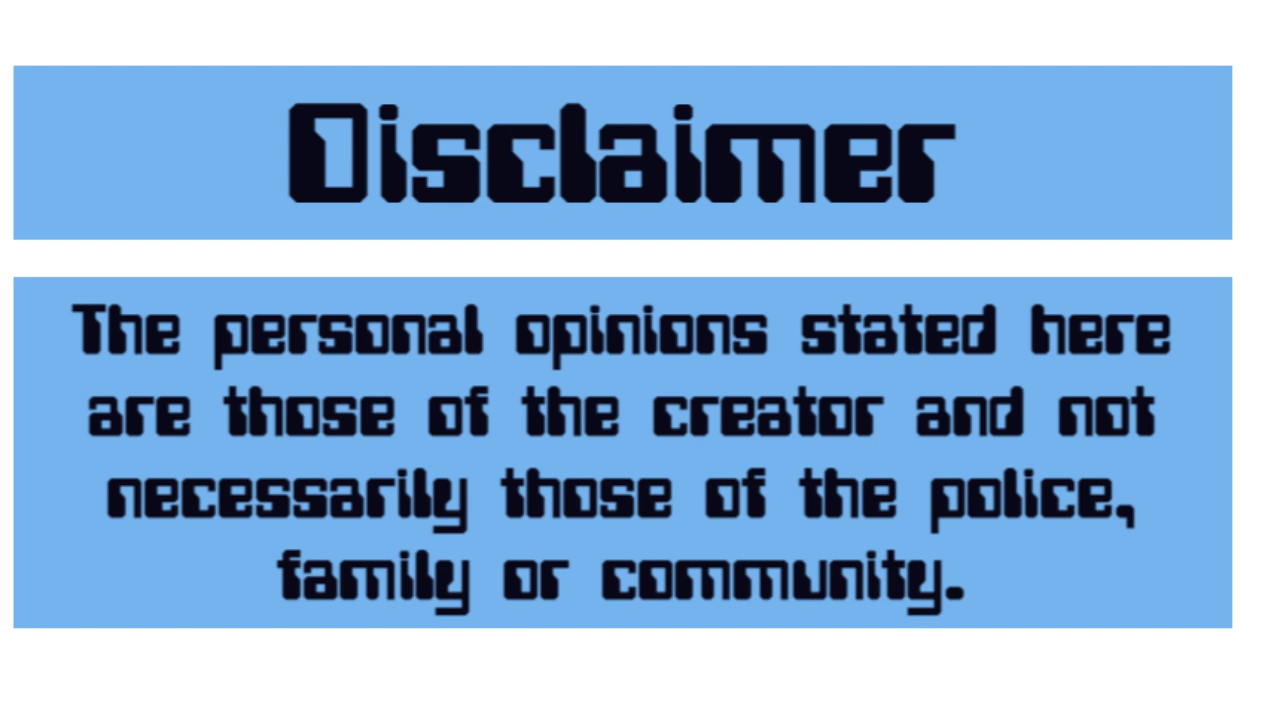 Disclaimer
The personal opinions stated here
are those of the creator and not
necessarily those of the police,
family or community.